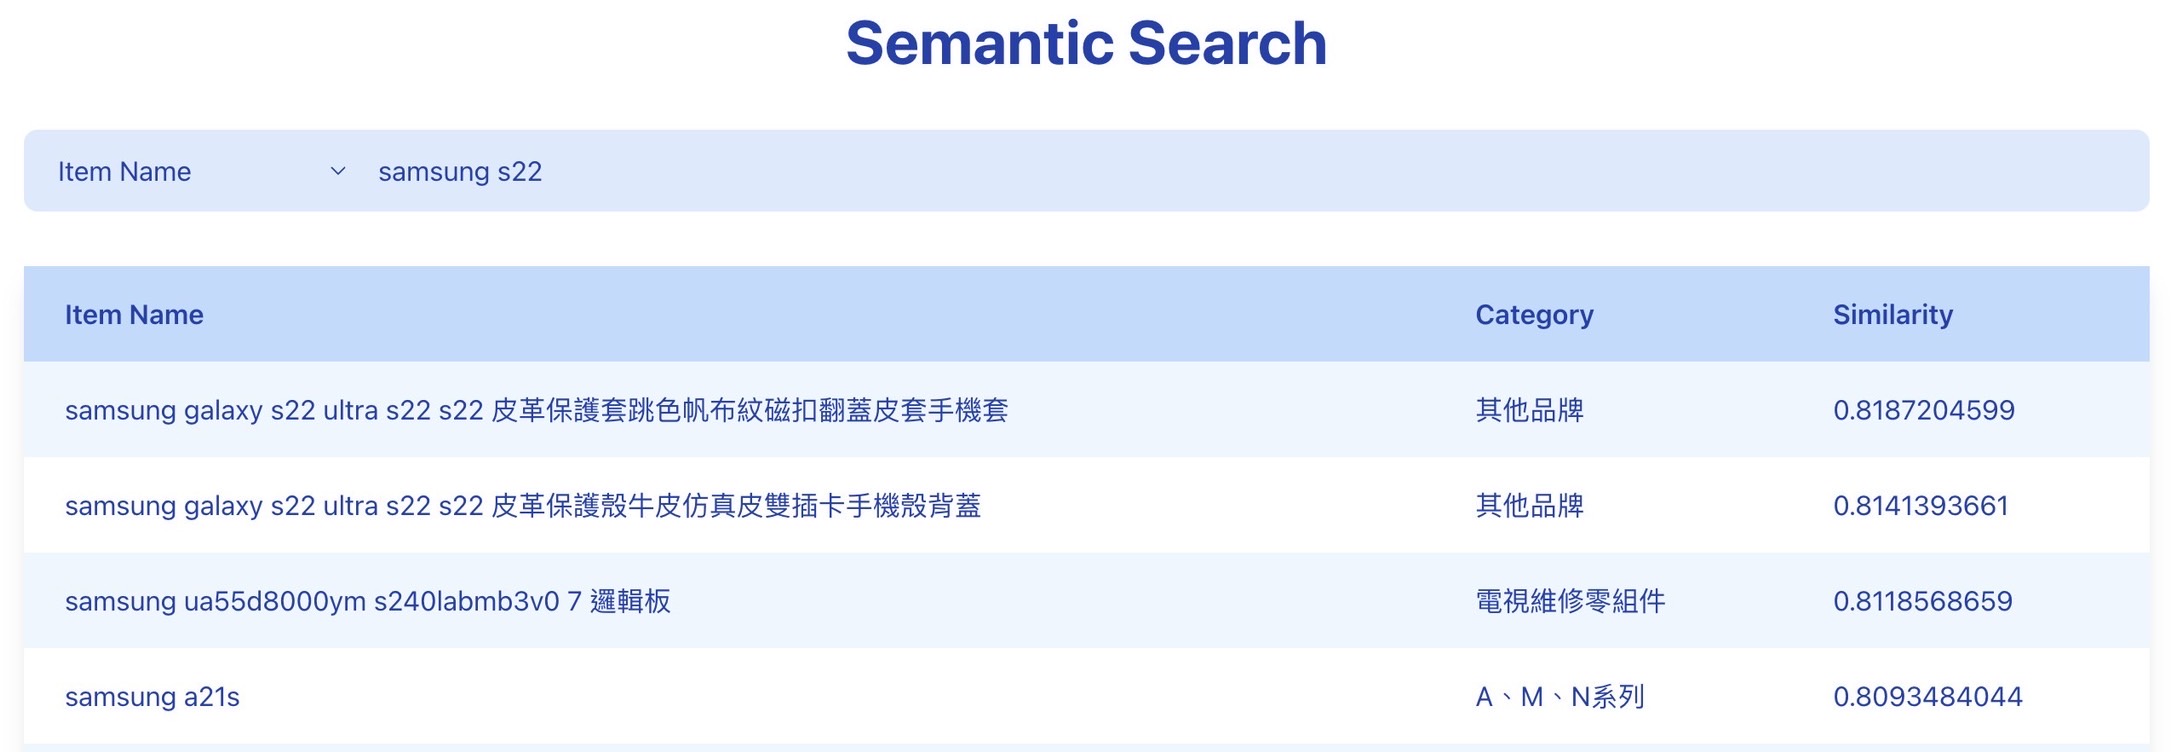 Semantic Search
Item Name samsung s22
Item Name Category Similarity
samsung galaxy s22 ultra s22 s22 皮革保護套跳色帆布紋磁扣翻蓋皮套手機套 其他品牌 0.8187204599
samsung galaxy s22 ultra s22 s22 皮革保護殼牛皮仿真皮雙插卡手機殼背蓋 其他品牌 0.8141393661
samsung ua55d8000ym s240labmb3v0 7 邏輯板 電視維修零組件 0.8118568659
samsung a21s A、M、N系列 0.8093484044